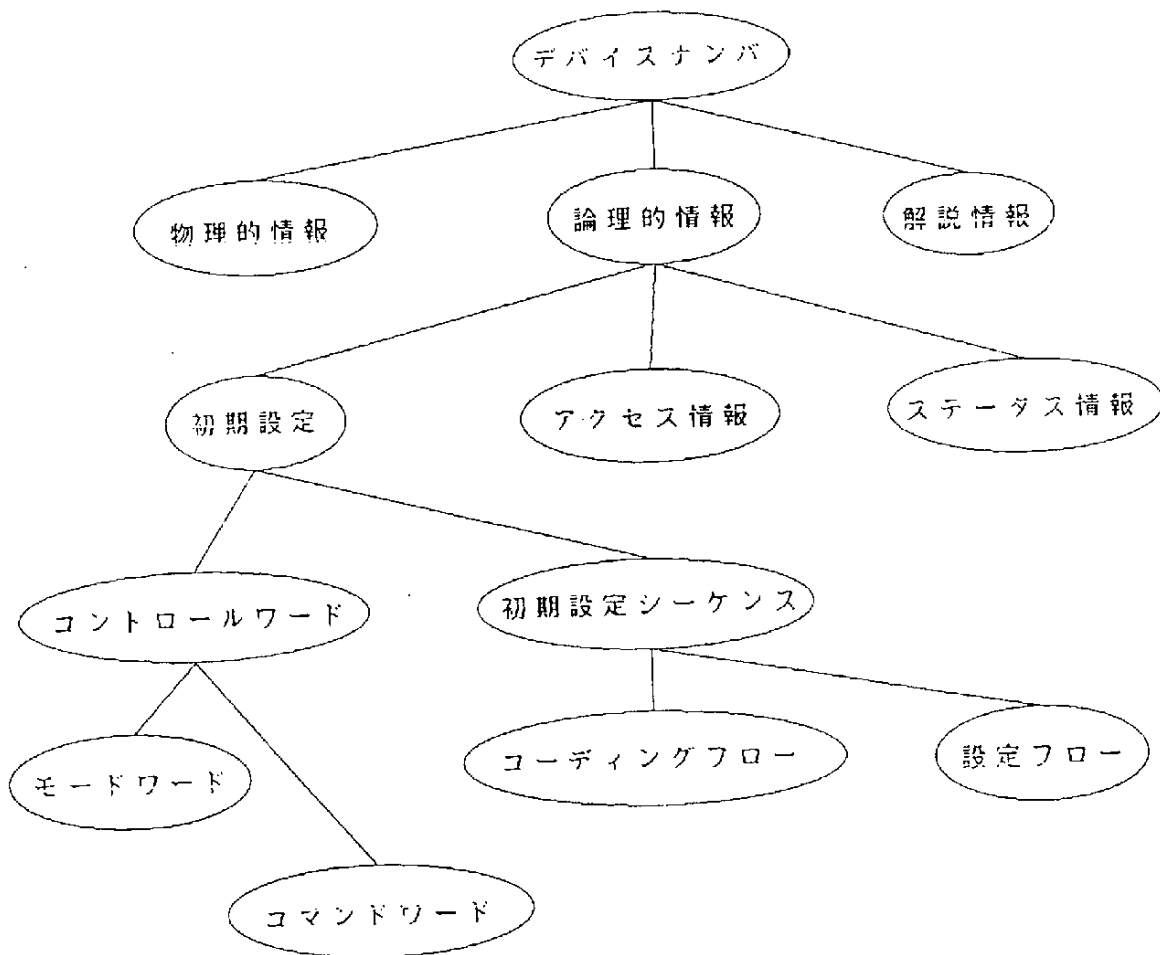 デバイスナンバ
物理的情報
論理的情報
解説情報
初期設定
アクセス情報
ステータス情報
コントロールワード
初期設定シーケンス
モードワード
コーディングフロー
設定フロー
コマンドワード